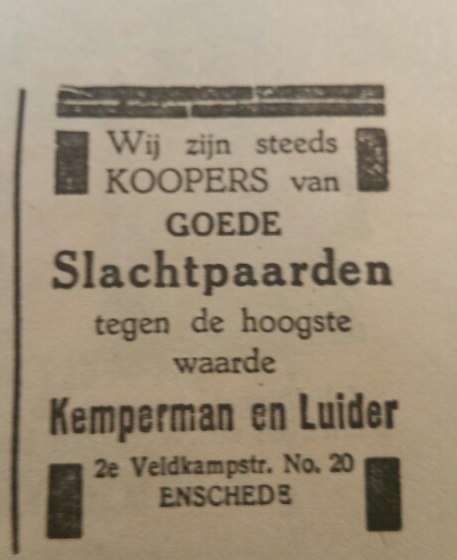 Wij zijn steeds
KOOPERS van
GOEDE
Slachtpaarden
tegen de hoogste
waarde
Kemperman en Luider
2e Veldkampstr. No. 20
ENSCHEDE